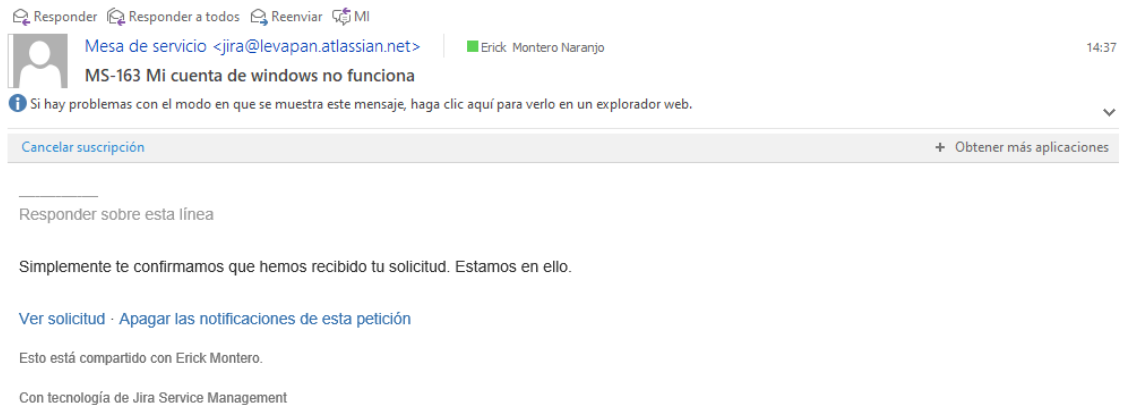 Responder Responder a todos Reenviar MI
Mesa de servicio <jira@levapan.atlassian.net> Erick Montero Naranjo 14:37
MS-163 Mi cuenta de windows no funciona
Si hay problemas con el modo en que se muestra este mensaje, haga clic aquí para verlo en un explorador web.
Cancelar suscripción + Obtener más aplicaciones
Responder sobre esta línea
Simplemente te confirmamos que hemos recibido tu solicitud. Estamos en ello.
Ver solicitud · Apagar las notificaciones de esta petición
Esto está compartido con Erick Montero.
Con tecnología de Jira Service Management